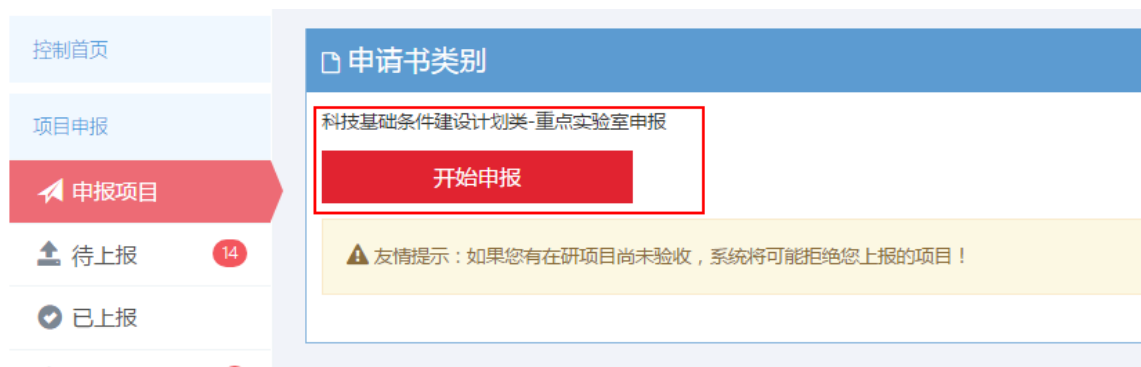 控制首页
项目申报
申报项目
待上报 14
已上报
申请书类别
科技基础条件建设计划类-重点实验室申报
开始申报
友情提示：如果您有在研项目尚未验收，系统将可能拒绝您上报的项目！